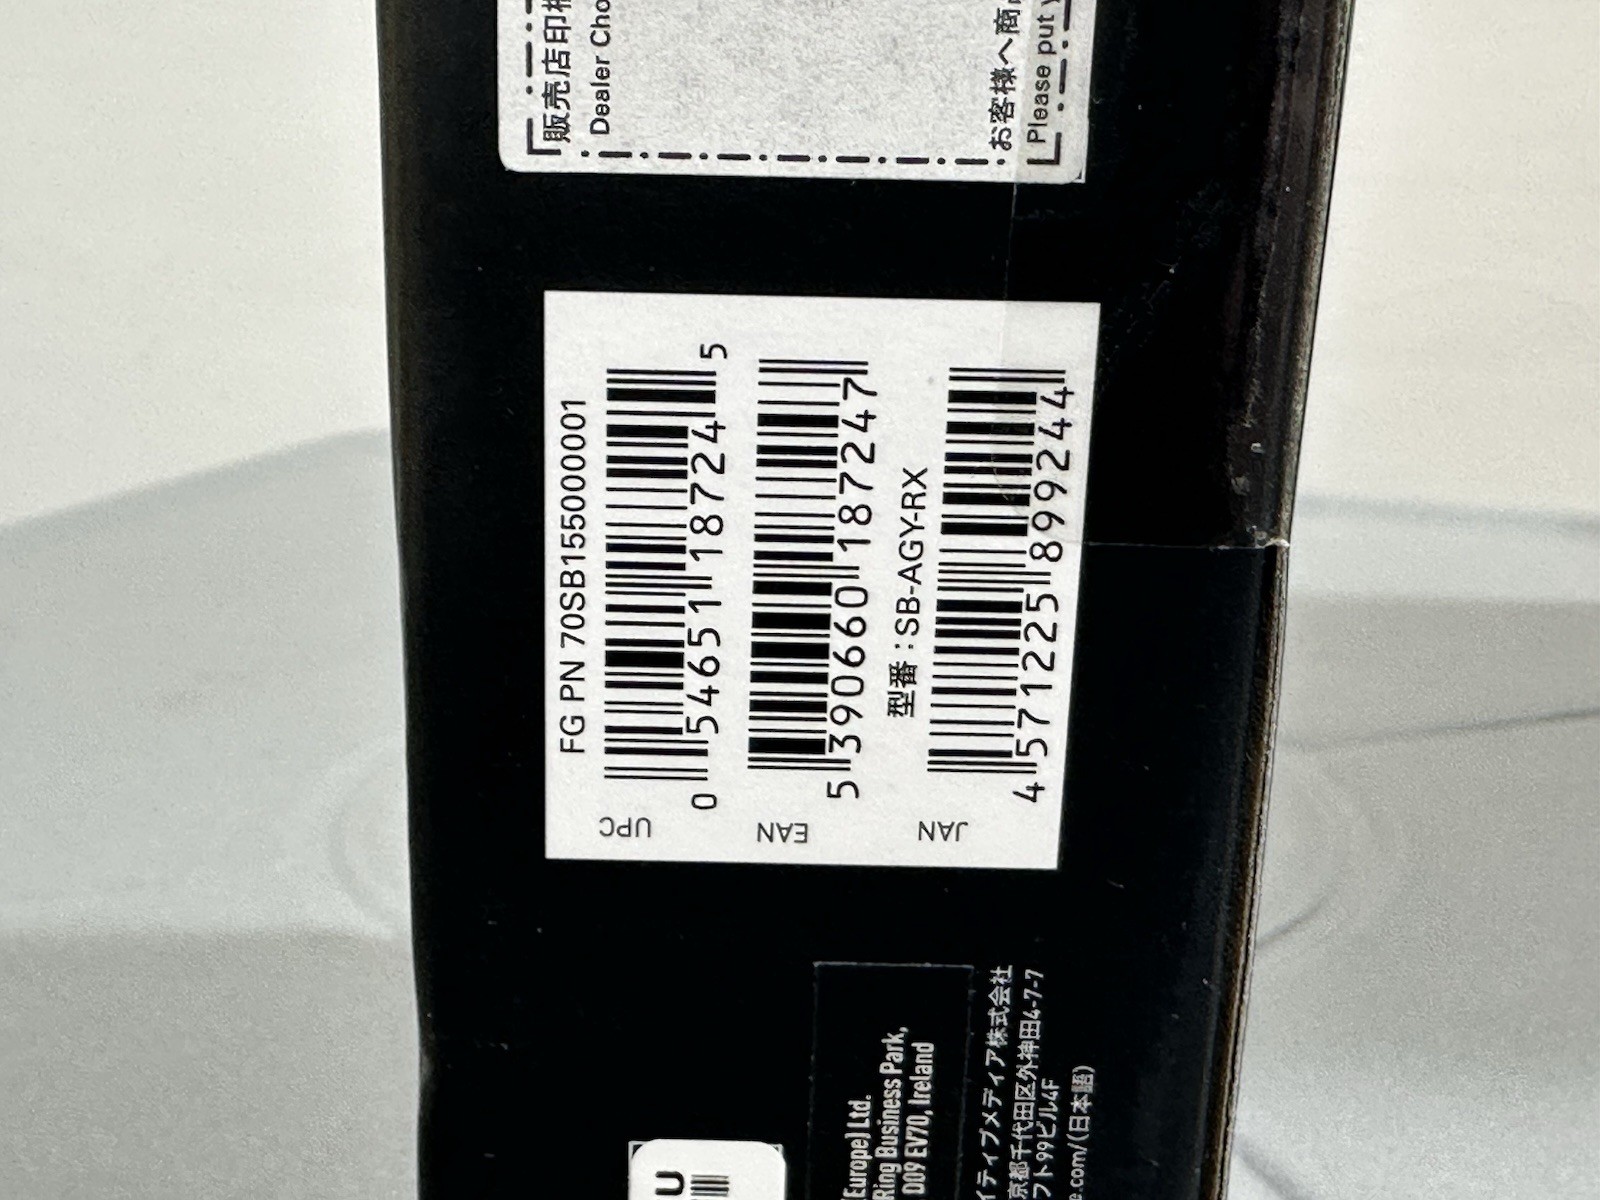 販売店印
Dealer
お客様へ
Please put
FG PN 70SB155000001
UPC
0 54651 18724 5
EAN
5 390660 187247
型番：SB-AGY-RX
JAN
4 571225 899244
(Europe) Ltd.
Ring Business Park,
D09 EV70, Ireland
イティブメディア株式会社
京都千代田区外神田4-7-7
フト99ビル4F
e.com/(日本語)
U